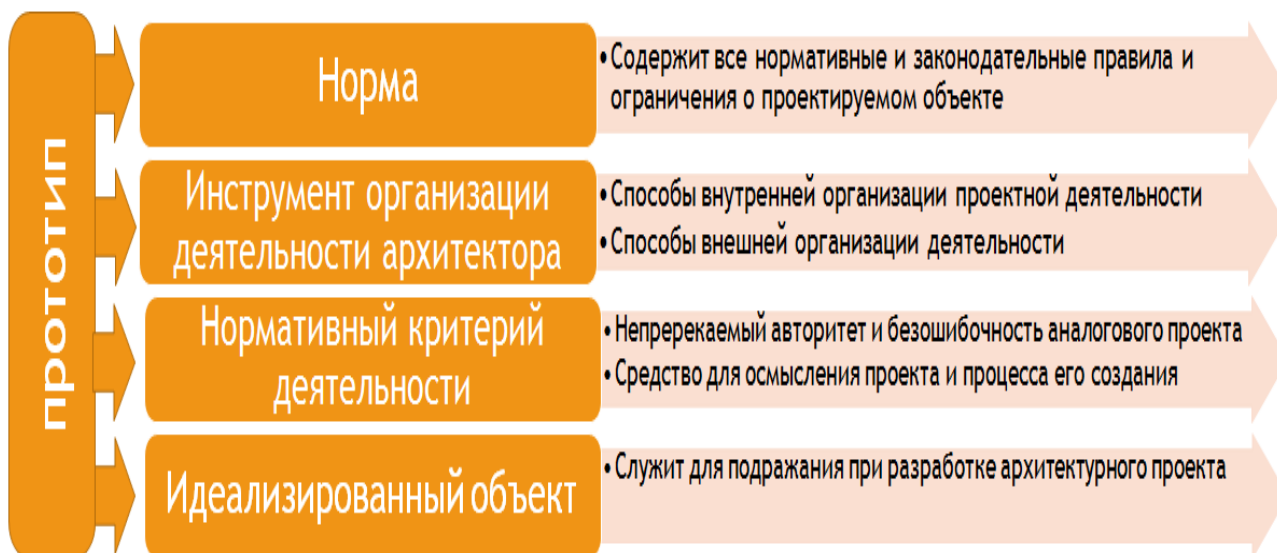 прототип
Норма
• Содержит все нормативные и законодательные правила и
ограничения о проектируемом объекте
Инструмент организации
деятельности архитектора
• Способы внутренней организации проектной деятельности
• Способы внешней организации деятельности
Нормативный критерий
деятельности
• Непререкаемый авторитет и безошибочность аналогового проекта
• Средство для осмысления проекта и процесса его создания
Идеализированный объект
• Служит для подражания при разработке архитектурного проекта